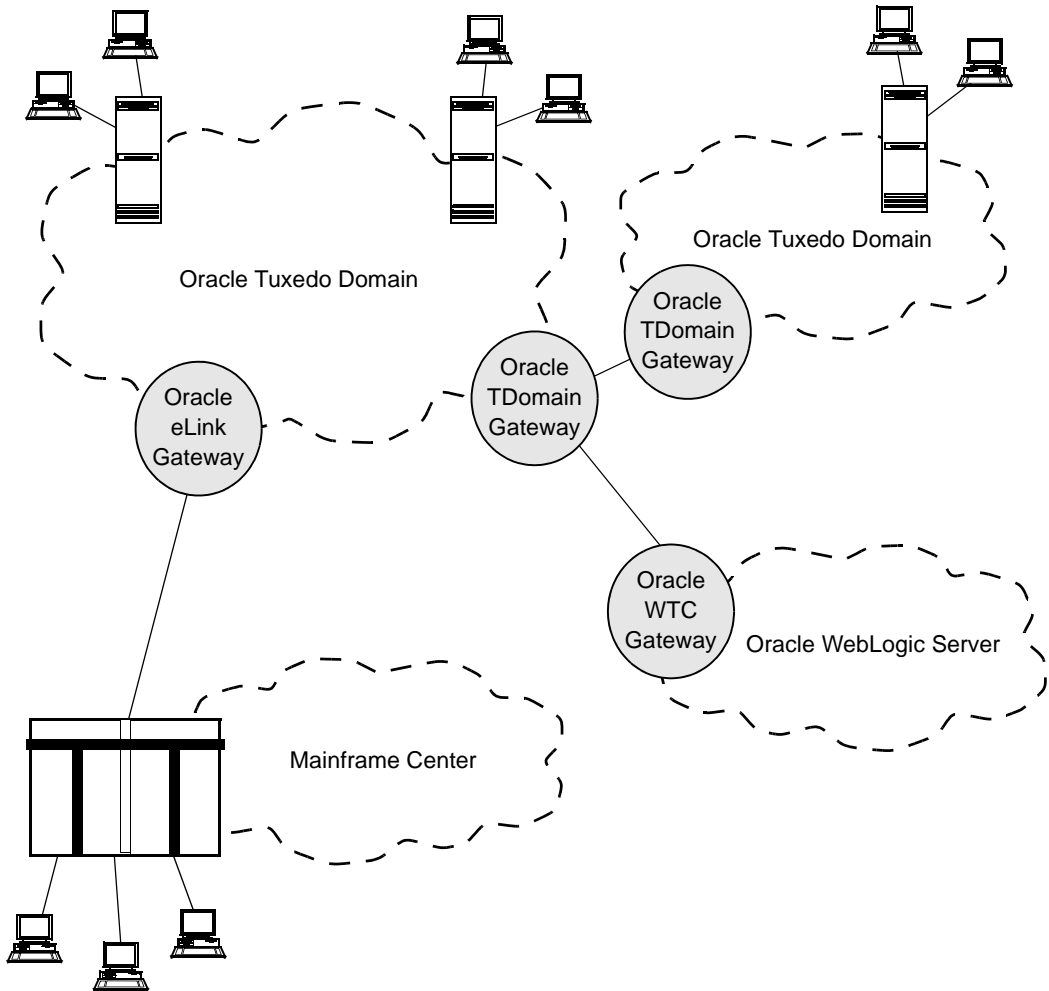 Oracle Tuxedo Domain
Oracle Tuxedo Domain
Oracle
TDomain
Gateway
Oracle
TDomain
Gateway
Oracle
eLink
Gateway
Oracle
WTC
Gateway
Oracle WebLogic Server
Mainframe Center